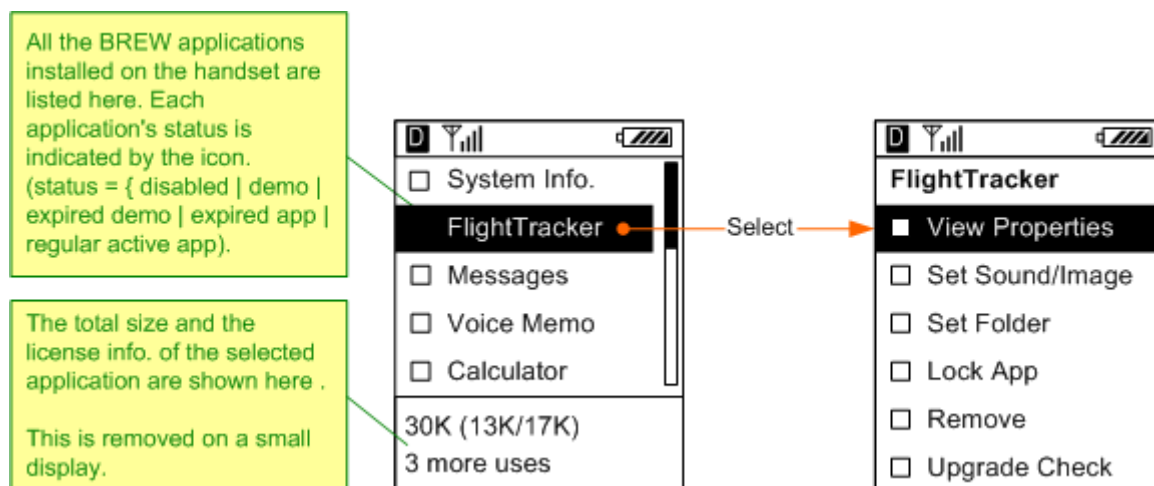 All the BREW applications
installed on the handset are
listed here. Each
application's status is
indicated by the icon.
(status = { disabled | demo |
expired demo | expired app |
regular active app).
The total size and the
license info. of the selected
application are shown here .
This is removed on a small
display.
D
System Info.
FlightTracker
Messages
Voice Memo
Calculator
30K (13K/17K)
3 more uses
Select
D
FlightTracker
View Properties
Set Sound/Image
Set Folder
Lock App
Remove
Upgrade Check